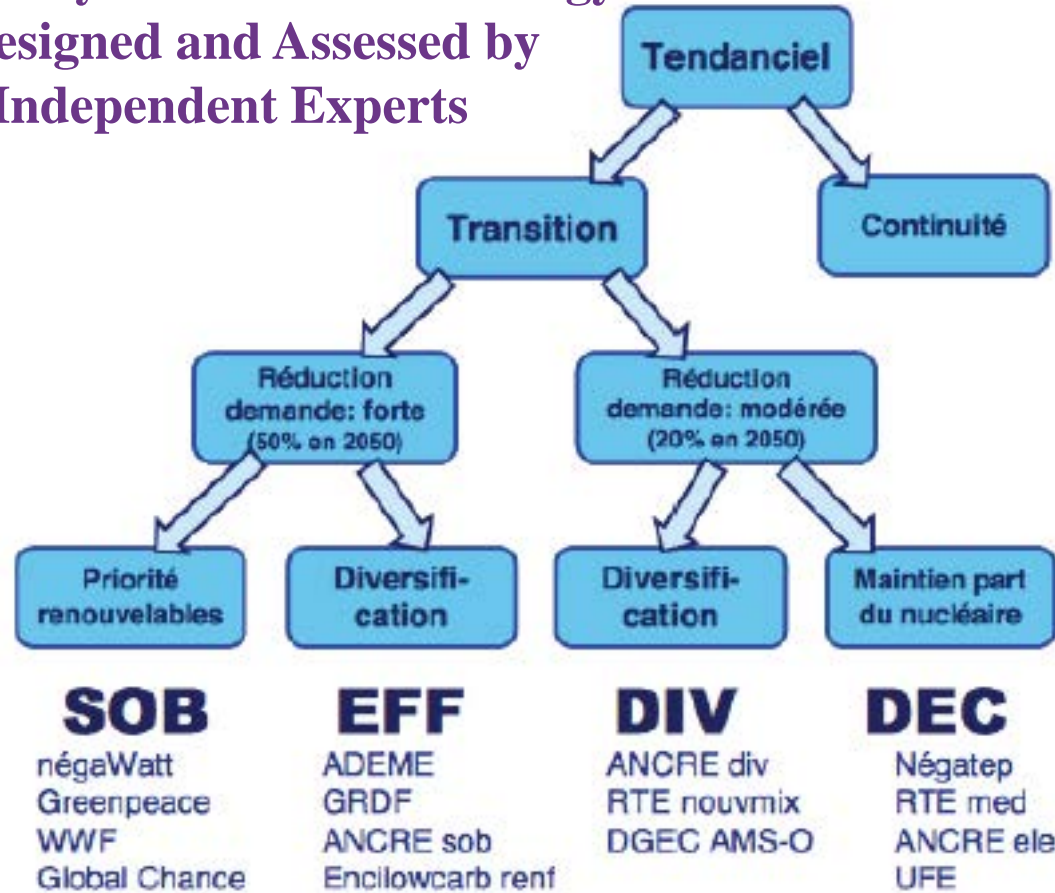 esigned and Assessed by
Independent Experts
Tendanciel
Transition
Continuité
Réduction
demande: forte
(50% en 2050)
Réduction
demande: modérée
(20% en 2050)
Priorité
renouvelables
Diversifi-
cation
Diversifi-
cation
Maintien part
du nucléaire
SOB
EFF
DIV
DEC
négaWatt
Greenpeace
WWF
Global Chance
ADEME
GRDF
ANCRE sob
Encilowcarb renf
ANCRE div
RTE nouvmix
DGEC AMS-O
Négatep
RTE med
ANCRE ele
UFE